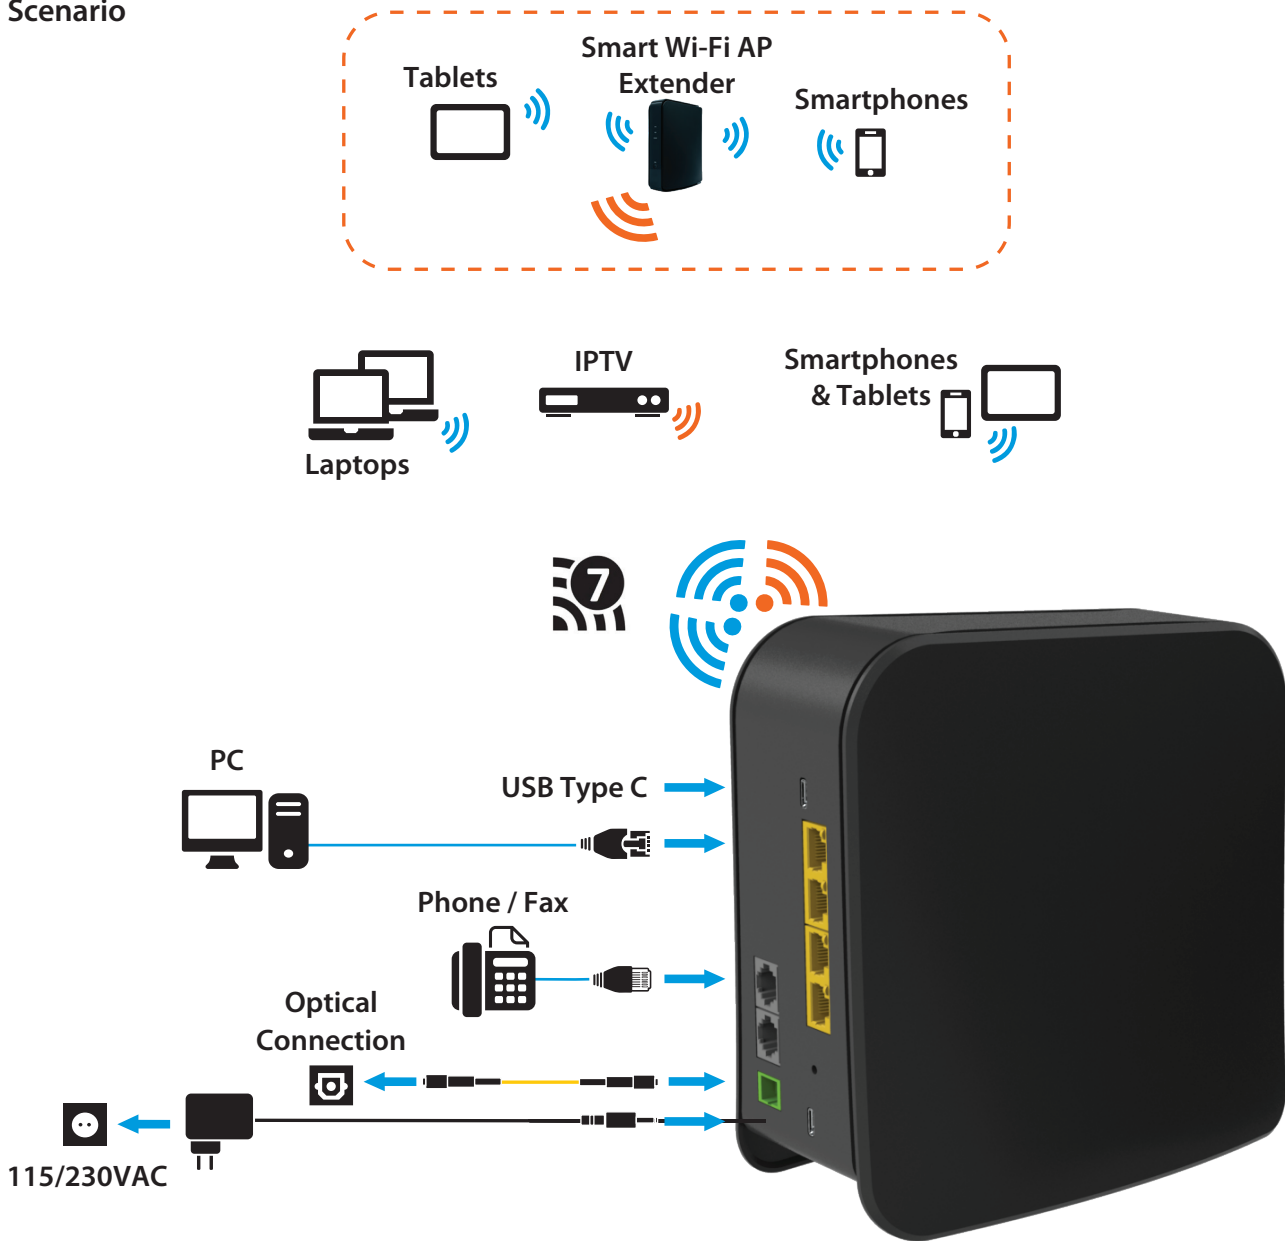 Scenario
Smart Wi-Fi AP
Extender
Tablets
Smartphones
IPTV
Smartphones
& Tablets
Laptops
7
PC
USB Type C
Phone / Fax
Optical
Connection
115/230VAC